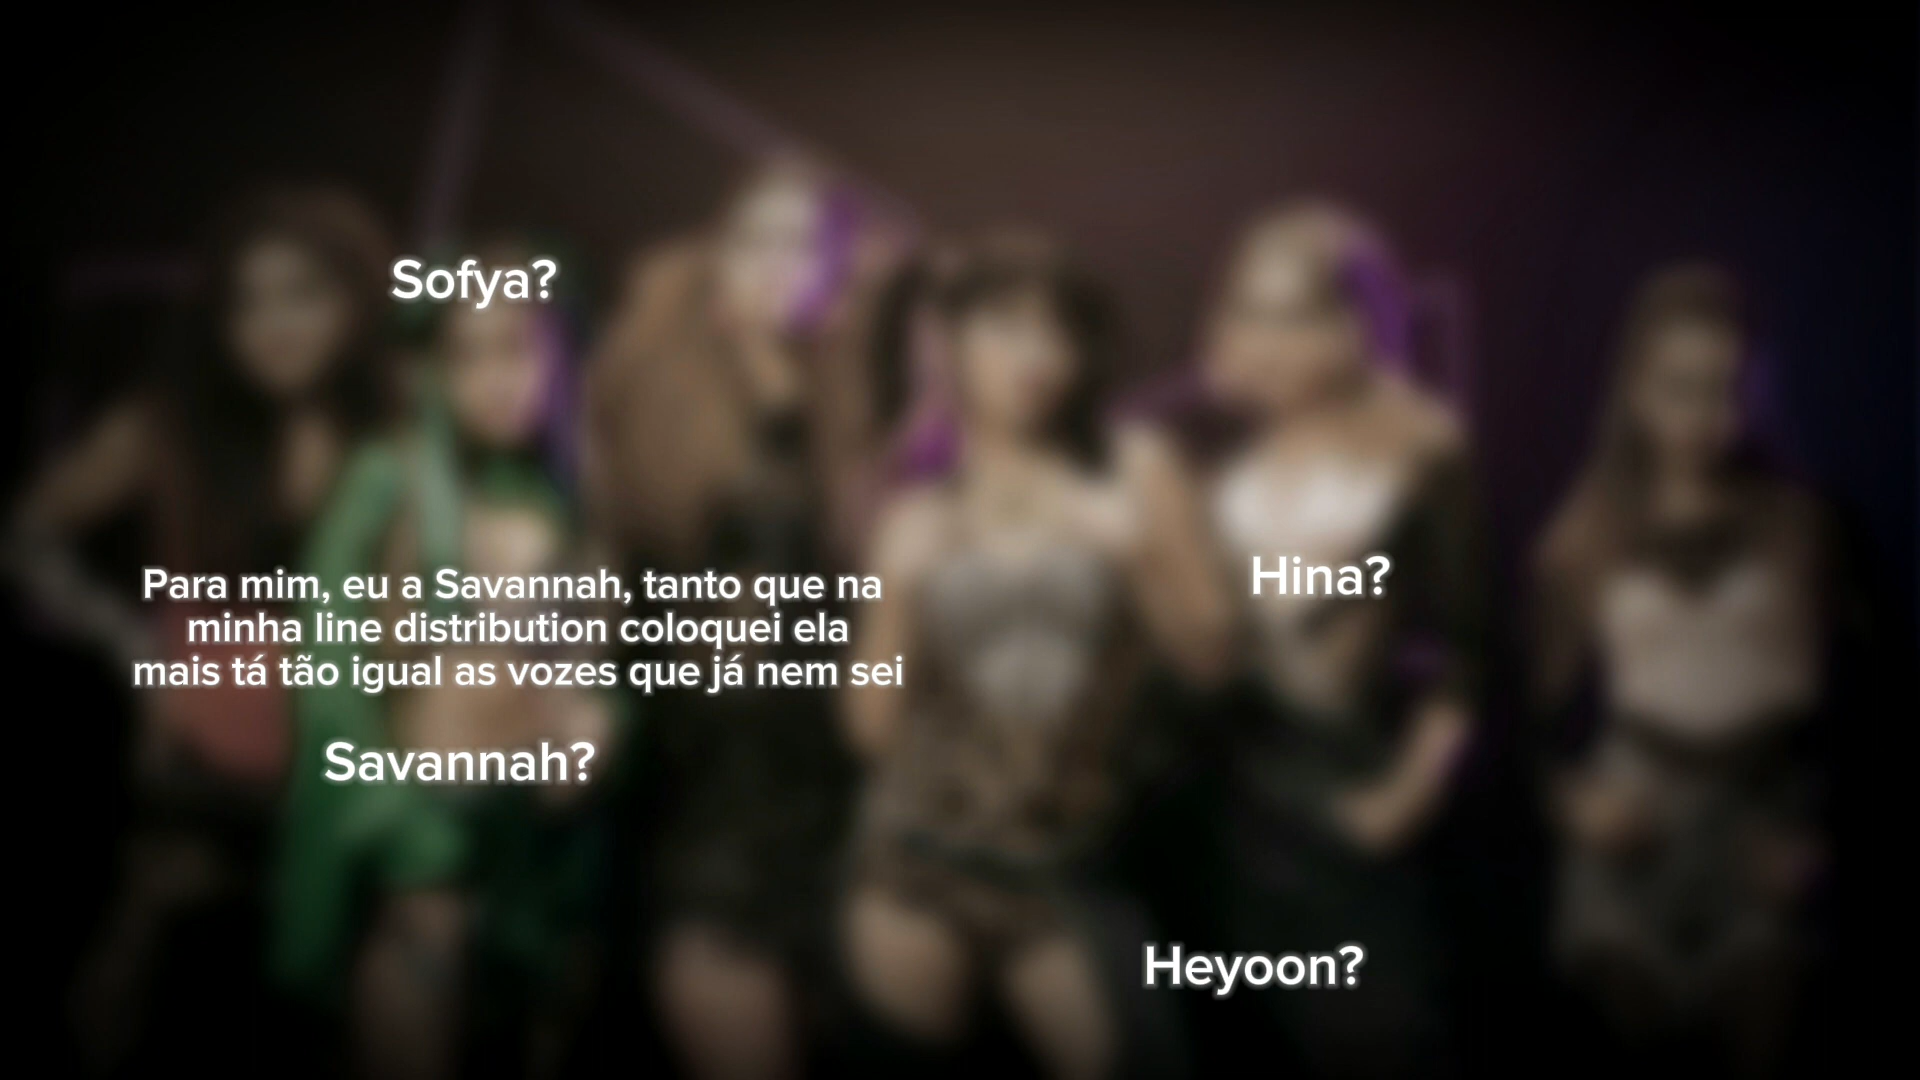 Sofya?
Para mim, eu a Savannah, tanto que na
minha line distribution coloquei ela
mais tá tão igual as vozes que já nem sei
Hina?
Savannah?
Heyoon?